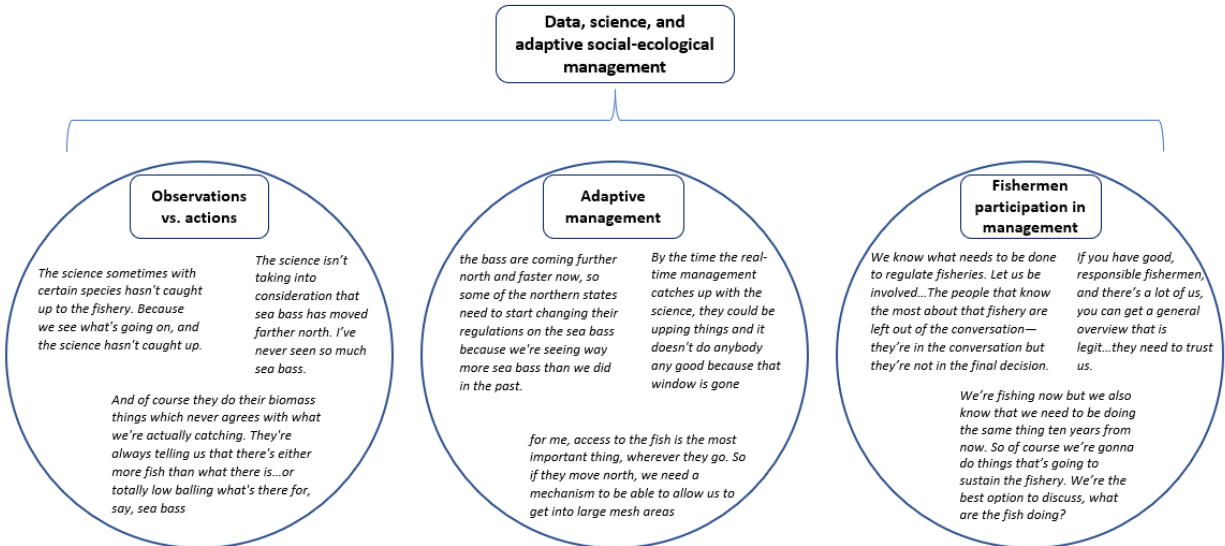 Data, science, and
adaptive social-ecological
management
Observations
vs. actions
The science sometimes with
certain species hasn't caught
up to the fishery. Because
we see what's going on, and
the science hasn't caught up.
The science isn't
taking into
consideration that
sea bass has moved
farther north. I've
never seen so much
sea bass.
And of course they do their biomass
things which never agrees with what
we're actually catching. They're
always telling us that there's either
more fish than what there is...or
totally low balling what's there for,
say, sea bass
Adaptive
management
the bass are coming further
north and faster now, so
some of the northern states
need to start changing their
regulations on the sea bass
because we're seeing way
more sea bass than we did
in the past.
By the time the real-
time management
catches up with the
science, they could be
upping things and it
doesn't do anybody
any good because that
window is gone
for me, access to the fish is the most
important thing, wherever they go. So
if they move north, we need a
mechanism to be able to allow us to
get into large mesh areas
Fishermen
participation in
management
We know what needs to be done
to regulate fisheries. Let us be
involved...The people that know
the most about that fishery are
left out of the conversation—
they're in the conversation but
they're not in the final decision.
If you have good,
responsible fishermen,
and there's a lot of us,
you can get a general
overview that is
legit...they need to trust
us.
We're fishing now but we also
know that we need to be doing
the same thing ten years from
now. So of course we're gonna
do things that's going to
sustain the fishery. We're the
best option to discuss, what
are the fish doing?